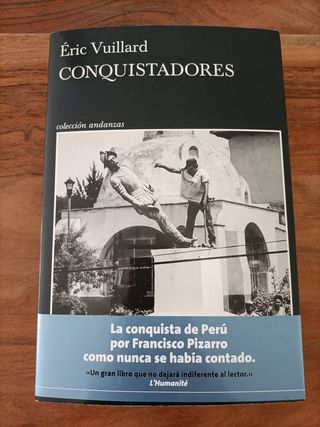 Éric Vuillard
CONQUISTADORES
colección andanzas
La conquista de Perú
por Francisco Pizarro
como nunca se había contado.
«Un gran libro que no dejará indiferente al lector.»
L'Humanité